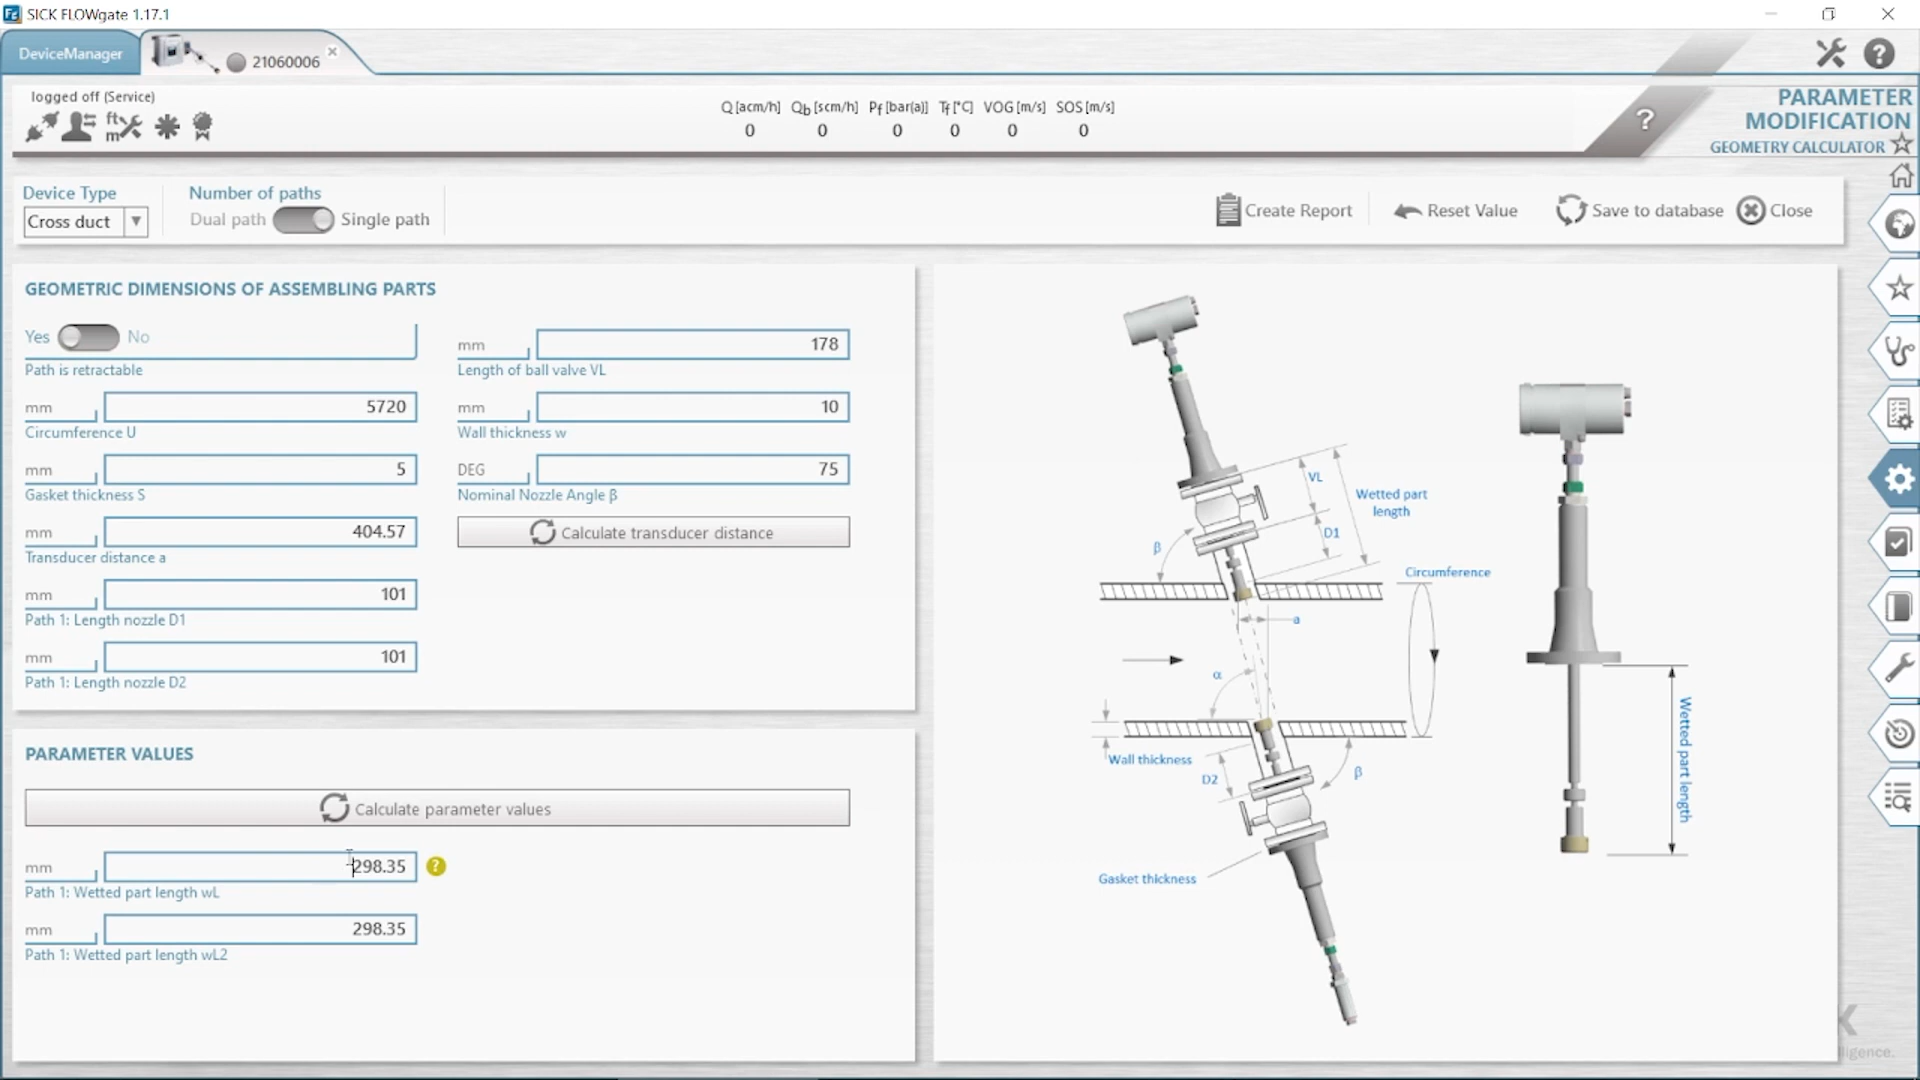 SICK FLOWgate 1.17.1
DeviceManager
21060006
logged off (Service)
ft
m
Q [acm/h] Qb [scm/h] Pf [bar(a)] Tf [°C] VOG [m/s] SOS [m/s]
0 0 0 0 0 0
?
PARAMETER
MODIFICATION
GEOMETRY CALCULATOR
Device Type
Cross duct
Number of paths
Dual path Single path
Create Report
Reset Value
Save to database
Close
GEOMETRIC DIMENSIONS OF ASSEMBLING PARTS
Yes No
Path is retractable
mm 5720
Circumference U
mm 5
Gasket thickness S
mm 404.57
Transducer distance a
mm 101
Path 1: Length nozzle D1
mm 101
Path 1: Length nozzle D2
mm 178
Length of ball valve VL
mm 10
Wall thickness w
DEG 75
Nominal Nozzle Angle β
Calculate transducer distance
PARAMETER VALUES
Calculate parameter values
mm 298.35 ?
Path 1: Wetted part length wL
mm 298.35
Path 1: Wetted part length wL2
VL
Wetted part
length
D1
β
Circumference
a
α
Wall thickness
D2
β
Gasket thickness
Wetted part length